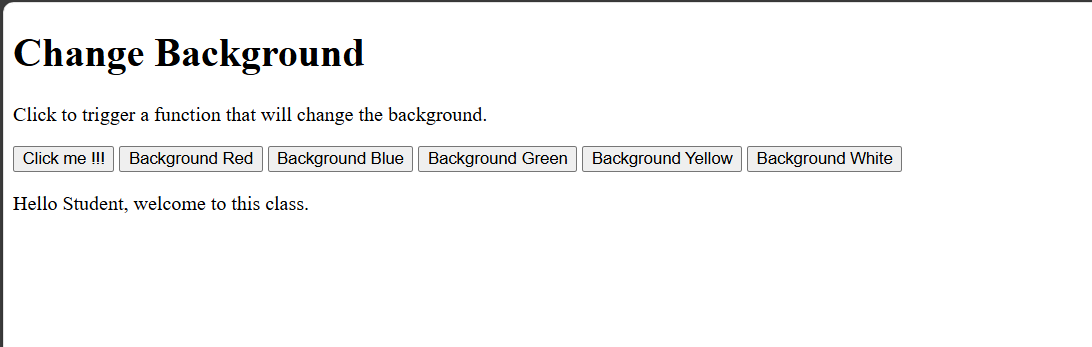 Change Background
Click to trigger a function that will change the background.
Click me !!! Background Red Background Blue Background Green Background Yellow Background White
Hello Student, welcome to this class.